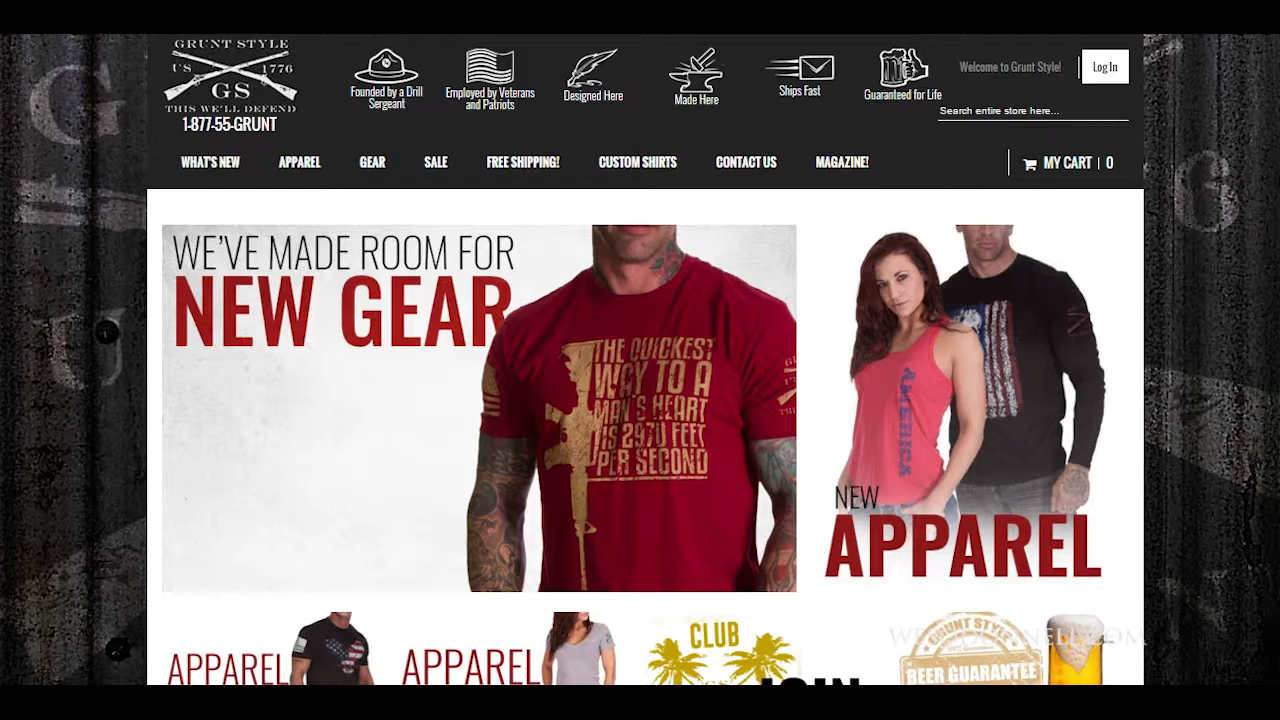 GRUNT STYLE
US 1776
GS
THIS WE'LL DEFEND
1-877-55-GRUNT
Founded by a Drill
Sergeant
Employed by Veterans
and Patriots
Designed Here
Made Here
Ships Fast
Guaranteed for Life
Welcome to Grunt Style!
Log In
Search entire store here...
WHAT'S NEW
APPAREL
GEAR
SALE
FREE SHIPPING!
CUSTOM SHIRTS
CONTACT US
MAGAZINE!
MY CART | 0
WE'VE MADE ROOM FOR
NEW GEAR
THE QUICKEST
WAY TO A
MAN'S HEART
IS 2970 FEET
PER SECOND
AMERICA
NEW
APPAREL
APPAREL
APPAREL
CLUB
JOIN
GRUNT STYLE
BEER GUARANTEE